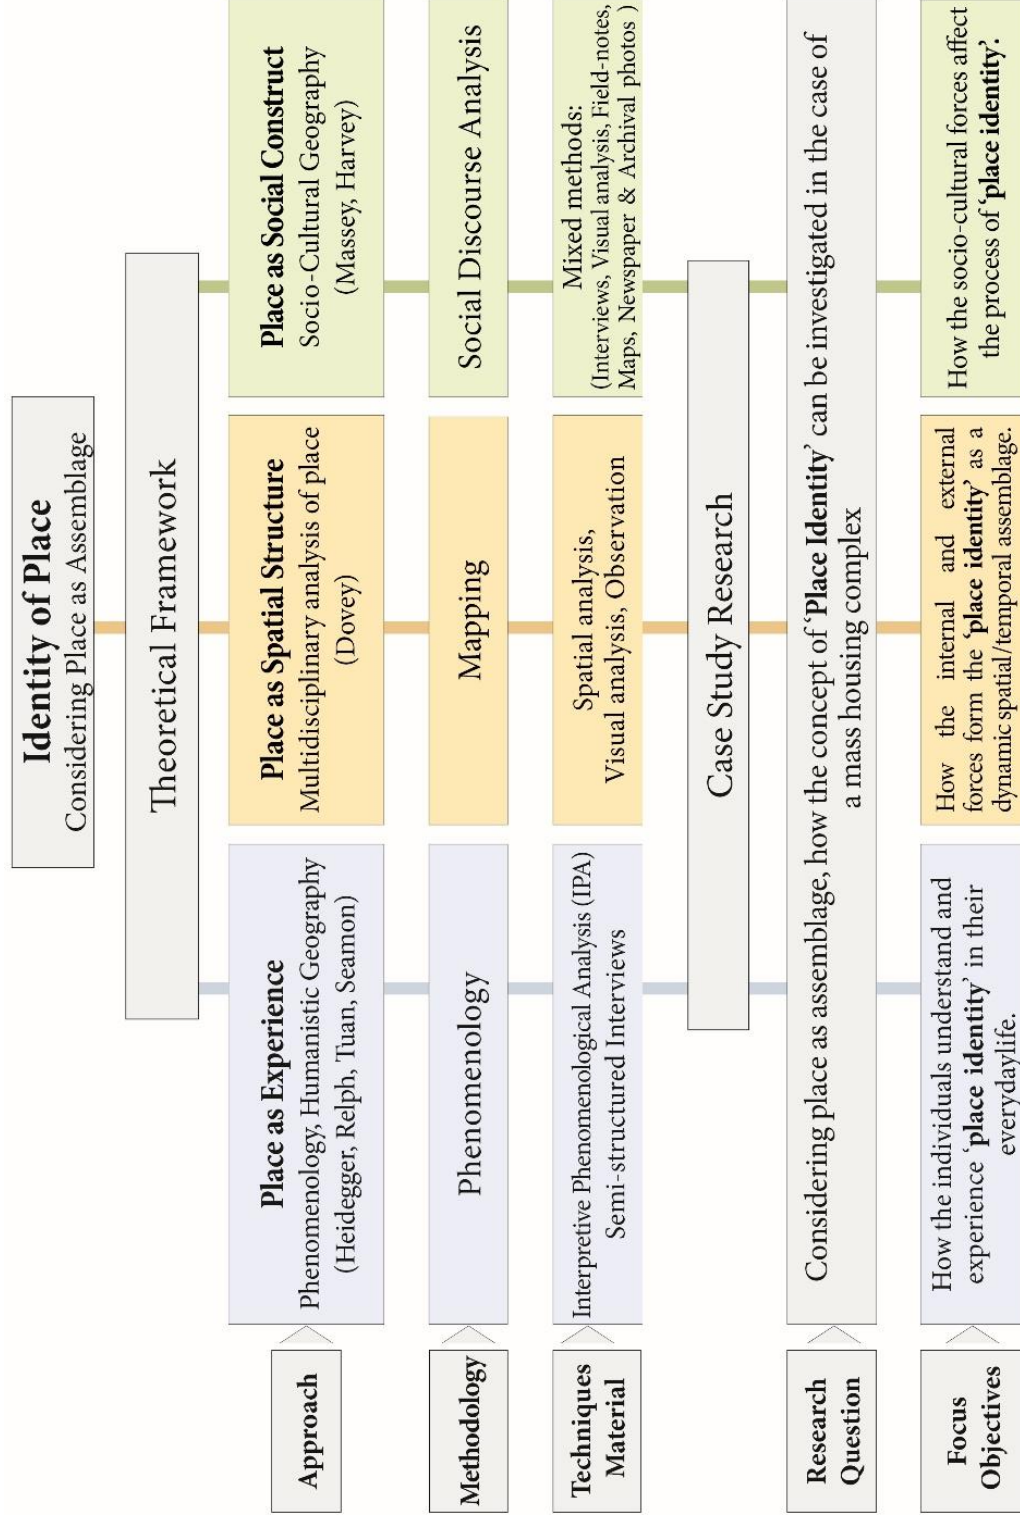 Identity of Place
Considering Place as Assemblage
Theoretical Framework
Approach
Place as Experience
Phenomenology, Humanistic Geography
(Heidegger, Relph, Tuan, Seamon)
Place as Spatial Structure
Multidisciplinary analysis of place
(Dovey)
Place as Social Construct
Socio-Cultural Geography
(Massey, Harvey)
Methodology
Phenomenology
Mapping
Social Discourse Analysis
Techniques
Material
Interpretive Phenomenological Analysis (IPA)
Semi-structured Interviews
Spatial analysis,
Visual analysis, Observation
Mixed methods:
(Interviews, Visual analysis, Field-notes,
Maps, Newspaper & Archival photos )
Case Study Research
Research
Question
Considering place as assemblage, how the concept of ‘Place Identity’ can be investigated in the case of
a mass housing complex
Focus
Objectives
How the individuals understand and
experience ‘place identity’ in their
everydaylife.
How the internal and external
forces form the ‘place identity’ as a
dynamic spatial/temporal assemblage.
How the socio-cultural forces affect
the process of ‘place identity’.